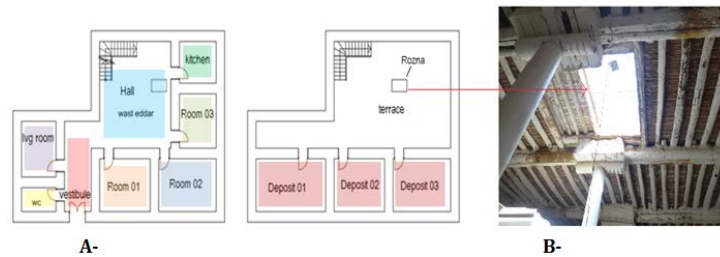 kitchen
Hall
wast eddar
Room 03
lvg room
vestibule
wc
Room 01
Room 02
Rozna
terrace
Deposit 01
Deposit 02
Deposit 03
A-
B-